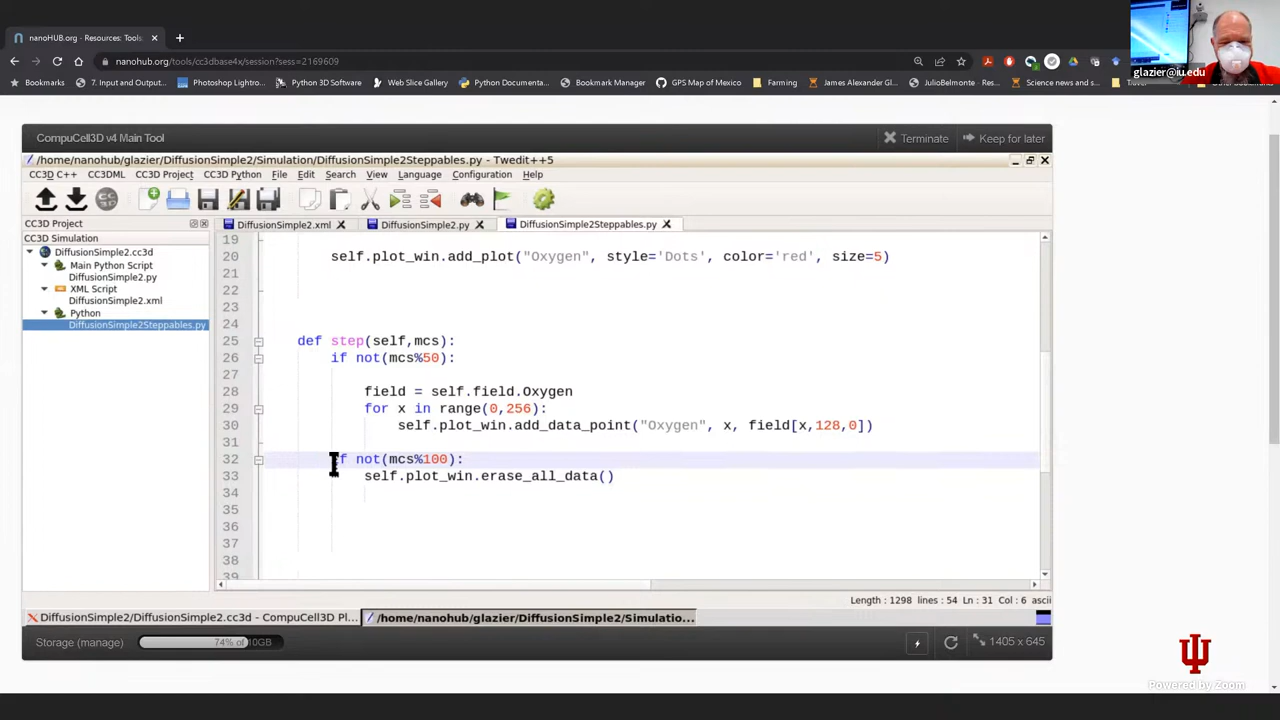 nanoHUB.org - Resources: Tools:
nanohub.org/tools/cc3dbase4x/session?sess=2169609
Bookmarks
7. Input and Output...
Photoshop Lightro...
Python 3D Software
Web Slice Gallery
Python Documenta...
Bookmark Manager
GPS Map of Mexico
Farming
James Alexander Gl...
JulioBelmonte - Res...
Science news and s...
glazier@iu.edu
CompuCell3D v4 Main Tool
Terminate
Keep for later
/home/nanohub/glazier/DiffusionSimple2/Simulation/DiffusionSimple2Steppables.py - Twedit++5
CC3D C++ CC3DML CC3D Project CC3D Python File Edit Search View Language Configuration Help
CC3D Project
CC3D Simulation
DiffusionSimple2.cc3d
Main Python Script
DiffusionSimple2.py
XML Script
DiffusionSimple2.xml
Python
DiffusionSimple2Steppables.py
DiffusionSimple2.xml
DiffusionSimple2.py
DiffusionSimple2Steppables.py
19
20 self.plot_win.add_plot("Oxygen", style='Dots', color='red', size=5)
21
22
23
24
25 def step(self,mcs):
26 if not(mcs%50):
27
28 field = self.field.Oxygen
29 for x in range(0,256):
30 self.plot_win.add_data_point("Oxygen", x, field[x,128,0])
31
32 if not(mcs%100):
33 self.plot_win.erase_all_data()
34
35
36
37
38
39
Length : 1298 lines : 54 Ln : 31 Col : 6 ascii
DiffusionSimple2/DiffusionSimple2.cc3d - CompuCell3D Pl...
/home/nanohub/glazier/DiffusionSimple2/Simulatio...
Storage (manage)
74% of 10GB
1405 x 645
Powered by Zoom